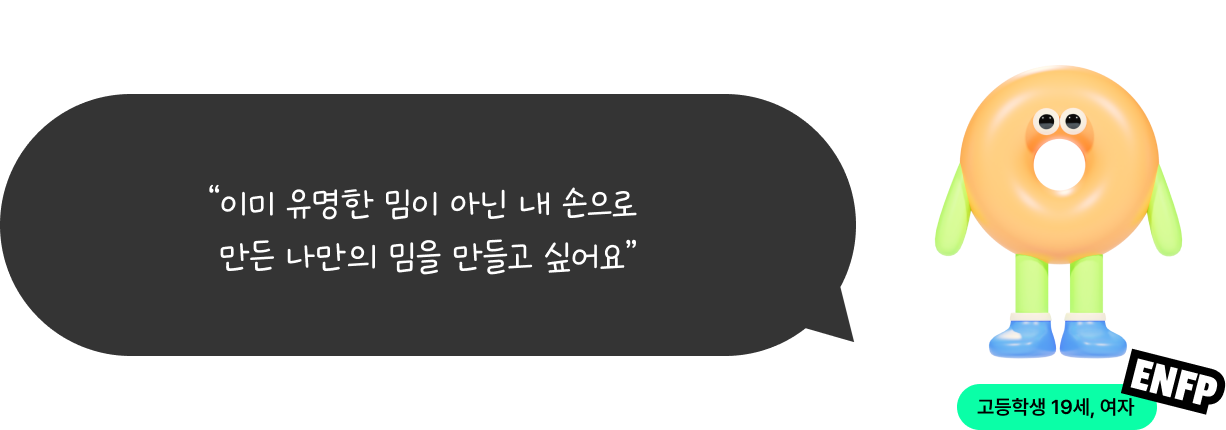 “이미 유명한 밈이 아닌 내 손으로
만든 나만의 밈을 만들고 싶어요”
ENFP
고등학생 19세, 여자